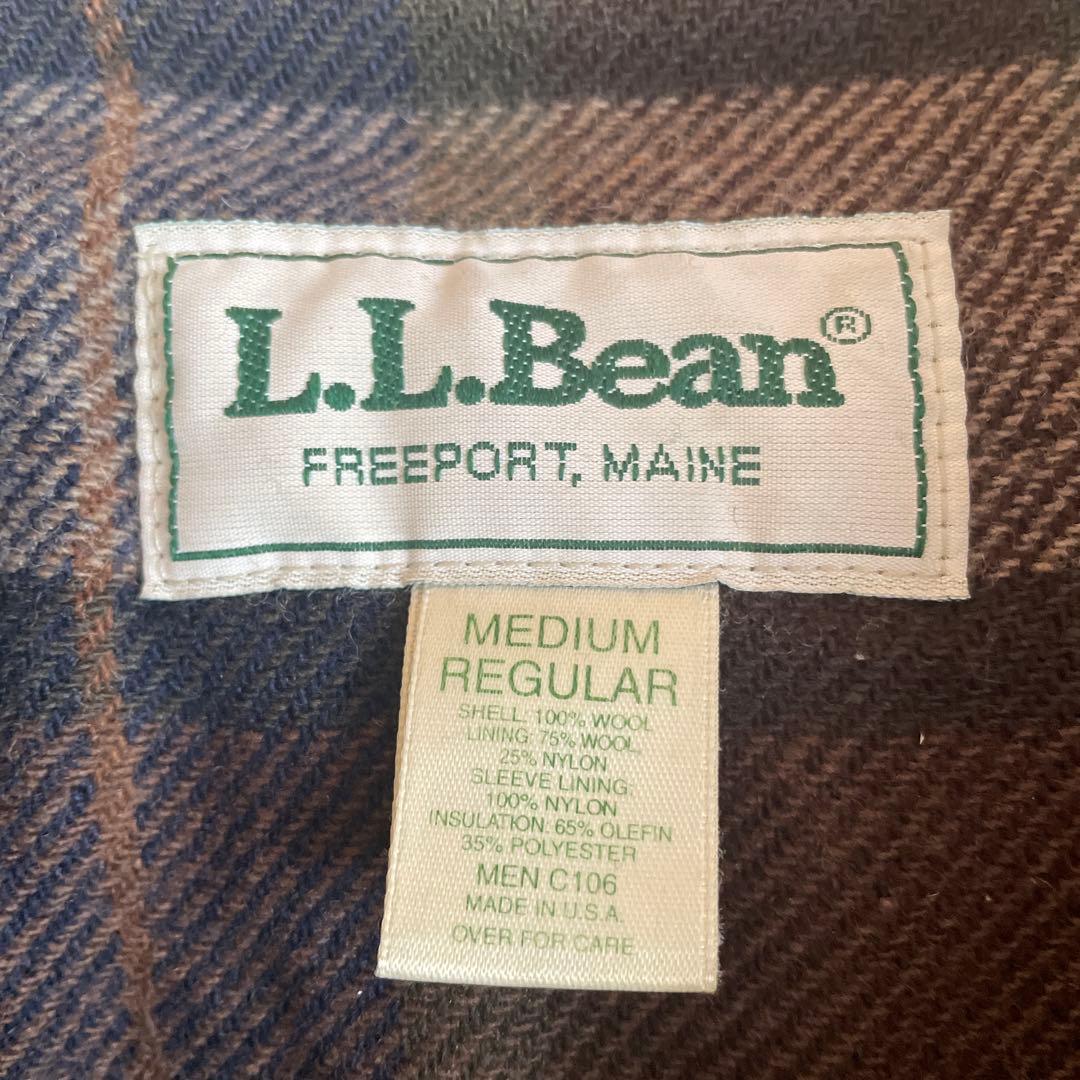 L.L.Bean®
FREEPORT, MAINE
MEDIUM
REGULAR
SHELL: 100% WOOL
LINING: 75% WOOL
25% NYLON
SLEEVE LINING:
100% NYLON
INSULATION: 65% OLEFIN
35% POLYESTER
MEN C106
MADE IN U.S.A.
OVER FOR CARE